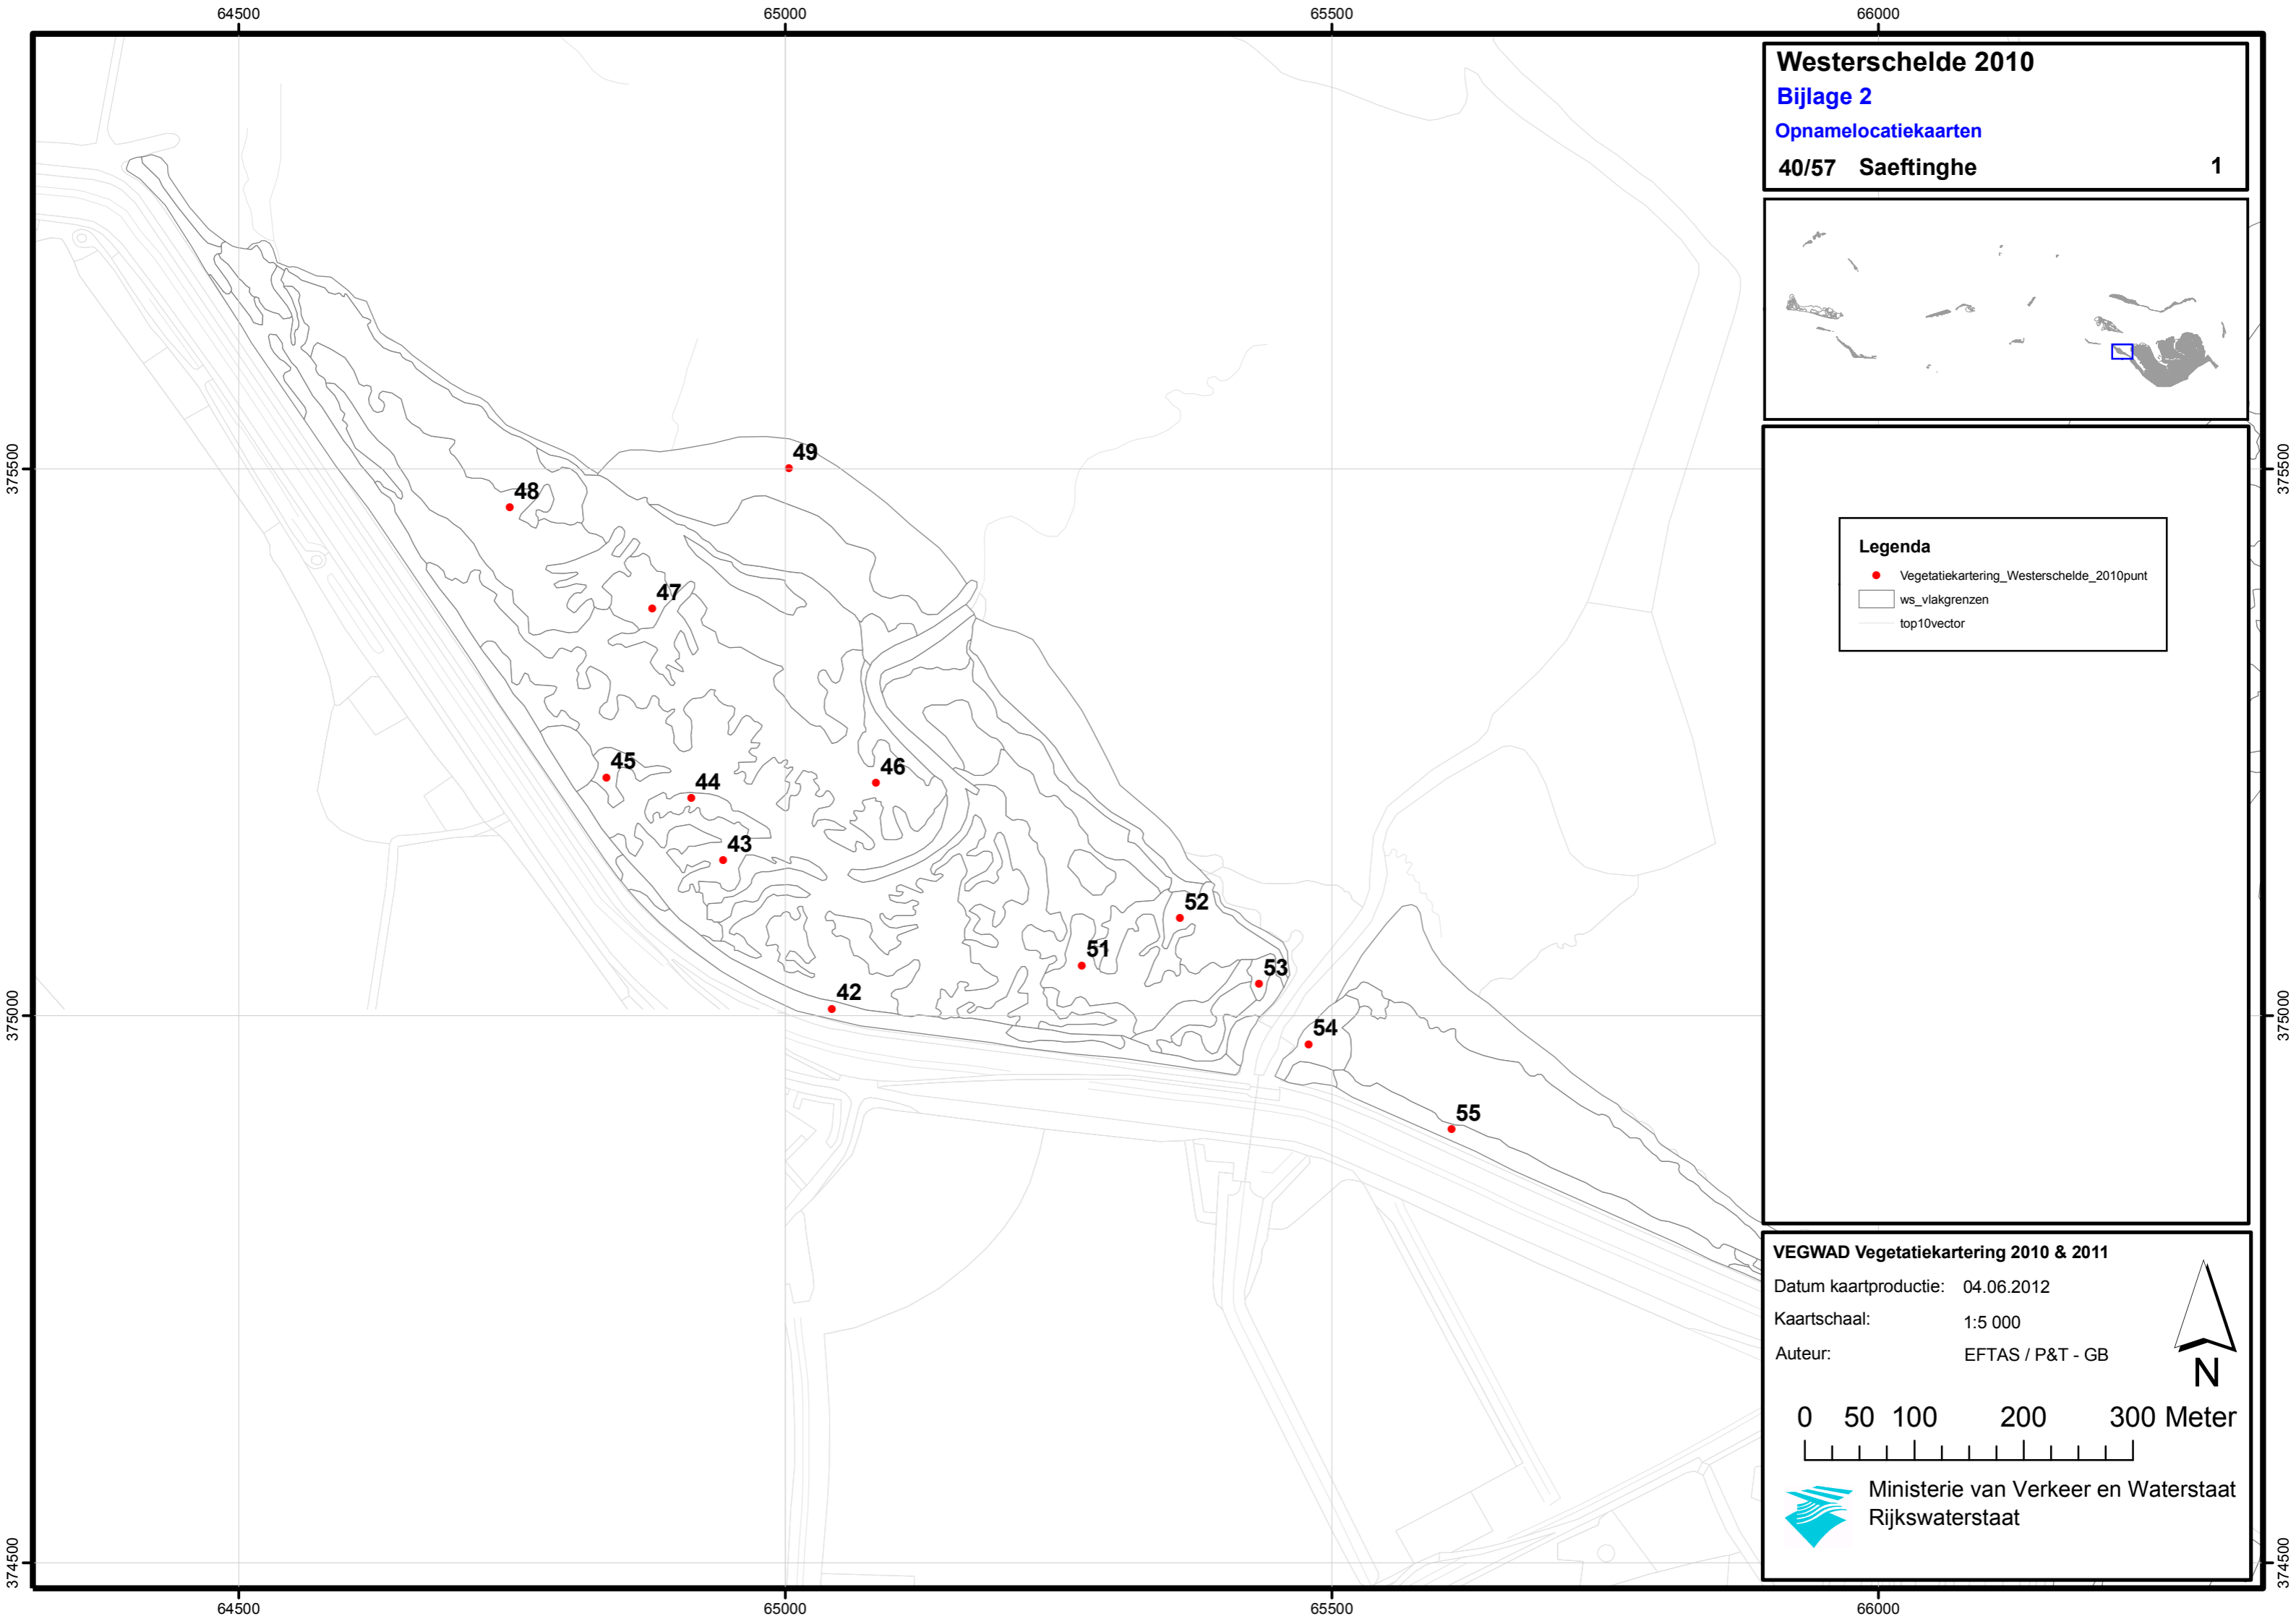 64500 65000 65500 66000
Westerschelde 2010
Bijlage 2
Opnamelocatiekaarten
40/57 Saeftinghe 1
375500 375500
49
48
47
Legenda
Vegetatiekartering_Westerschelde_2010punt
ws_vlakgrenzen
top10vector
45
46
44
43
52
51
53
42
375000 375000
54
55
VEGWAD Vegetatiekartering 2010 & 2011
Datum kaartproductie: 04.06.2012
Kaartschaal: 1:5 000
Auteur: EFTAS / P&T - GB
N
0 50 100 200 300 Meter
Ministerie van Verkeer en Waterstaat
Rijkswaterstaat
374500 374500
64500 65000 65500 66000